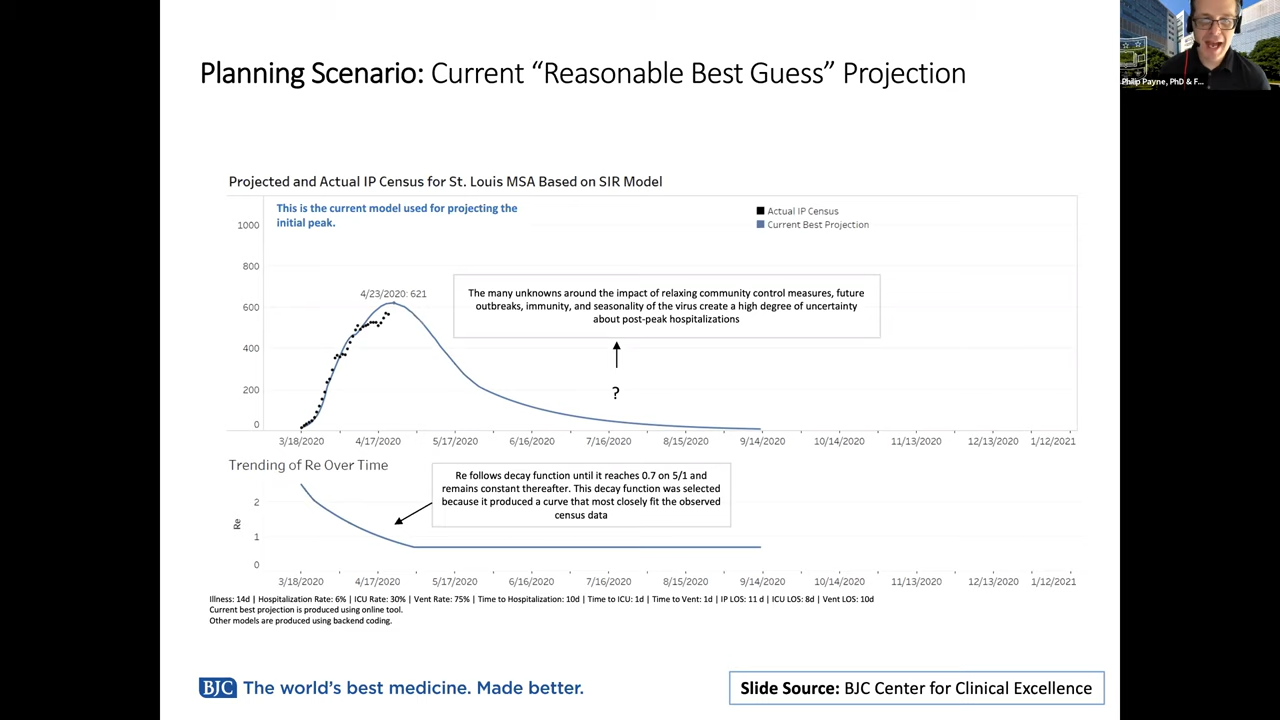 Planning Scenario: Current “Reasonable Best Guess” Projection
Philip Payne, PhD & F...
Projected and Actual IP Census for St. Louis MSA Based on SIR Model
This is the current model used for projecting the
initial peak.
Actual IP Census
Current Best Projection
1000
800
600
400
200
0
4/23/2020: 621
The many unknowns around the impact of relaxing community control measures, future
outbreaks, immunity, and seasonality of the virus create a high degree of uncertainty
about post-peak hospitalizations
?
3/18/2020 4/17/2020 5/17/2020 6/16/2020 7/16/2020 8/15/2020 9/14/2020 10/14/2020 11/13/2020 12/13/2020 1/12/2021
Trending of Re Over Time
Re follows decay function until it reaches 0.7 on 5/1 and
remains constant thereafter. This decay function was selected
because it produced a curve that most closely fit the observed
census data
Re
2
1
0
3/18/2020 4/17/2020 5/17/2020 6/16/2020 7/16/2020 8/15/2020 9/14/2020 10/14/2020 11/13/2020 12/13/2020 1/12/2021
Illness: 14d | Hospitalization Rate: 6% | ICU Rate: 30% | Vent Rate: 75% | Time to Hospitalization: 10d | Time to ICU: 1d | Time to Vent: 1d | IP LOS: 11 d | ICU LOS: 8d | Vent LOS: 10d
Current best projection is produced using online tool.
Other models are produced using backend coding.
BJC The world's best medicine. Made better.
Slide Source: BJC Center for Clinical Excellence